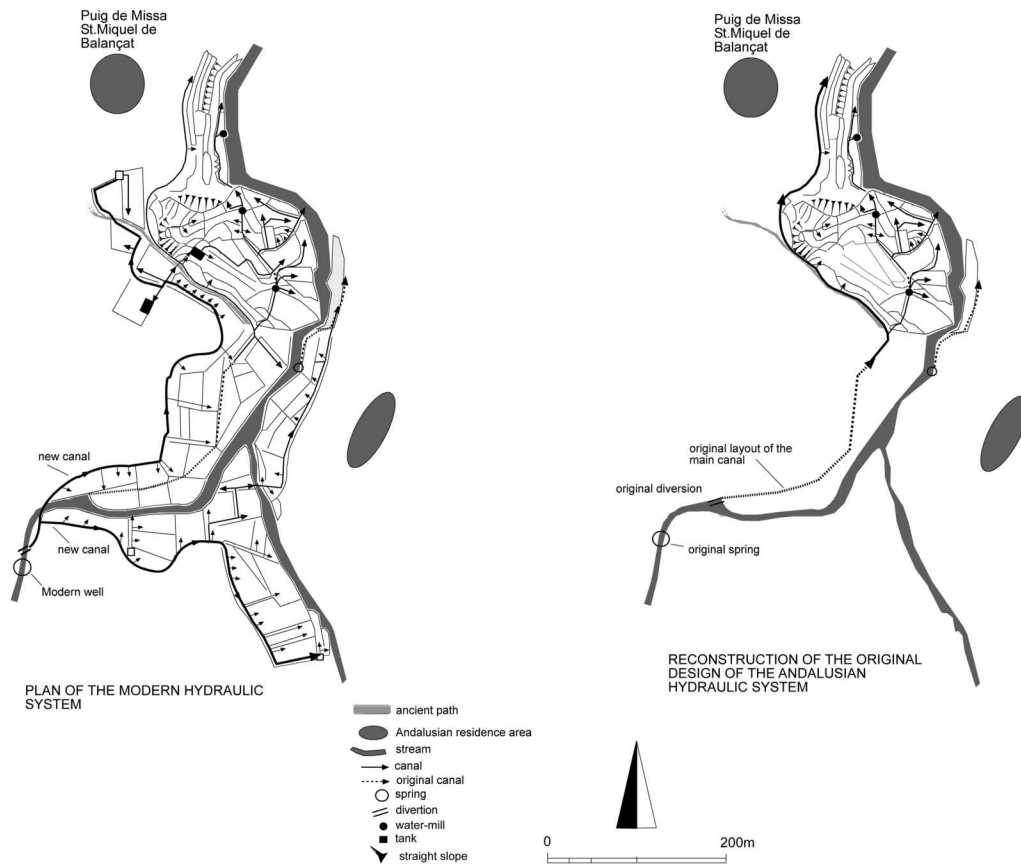 Puig de Missa
St.Miquel de
Balançat
new canal
new canal
Modern well
PLAN OF THE MODERN HYDRAULIC
SYSTEM
Puig de Missa
St.Miquel de
Balançat
original layout of the
main canal
original diversion
original spring
RECONSTRUCTION OF THE ORIGINAL
DESIGN OF THE ANDALUSIAN
HYDRAULIC SYSTEM
ancient path
Andalusian residence area
stream
canal
original canal
spring
divertion
water-mill
tank
straight slope
0 200m